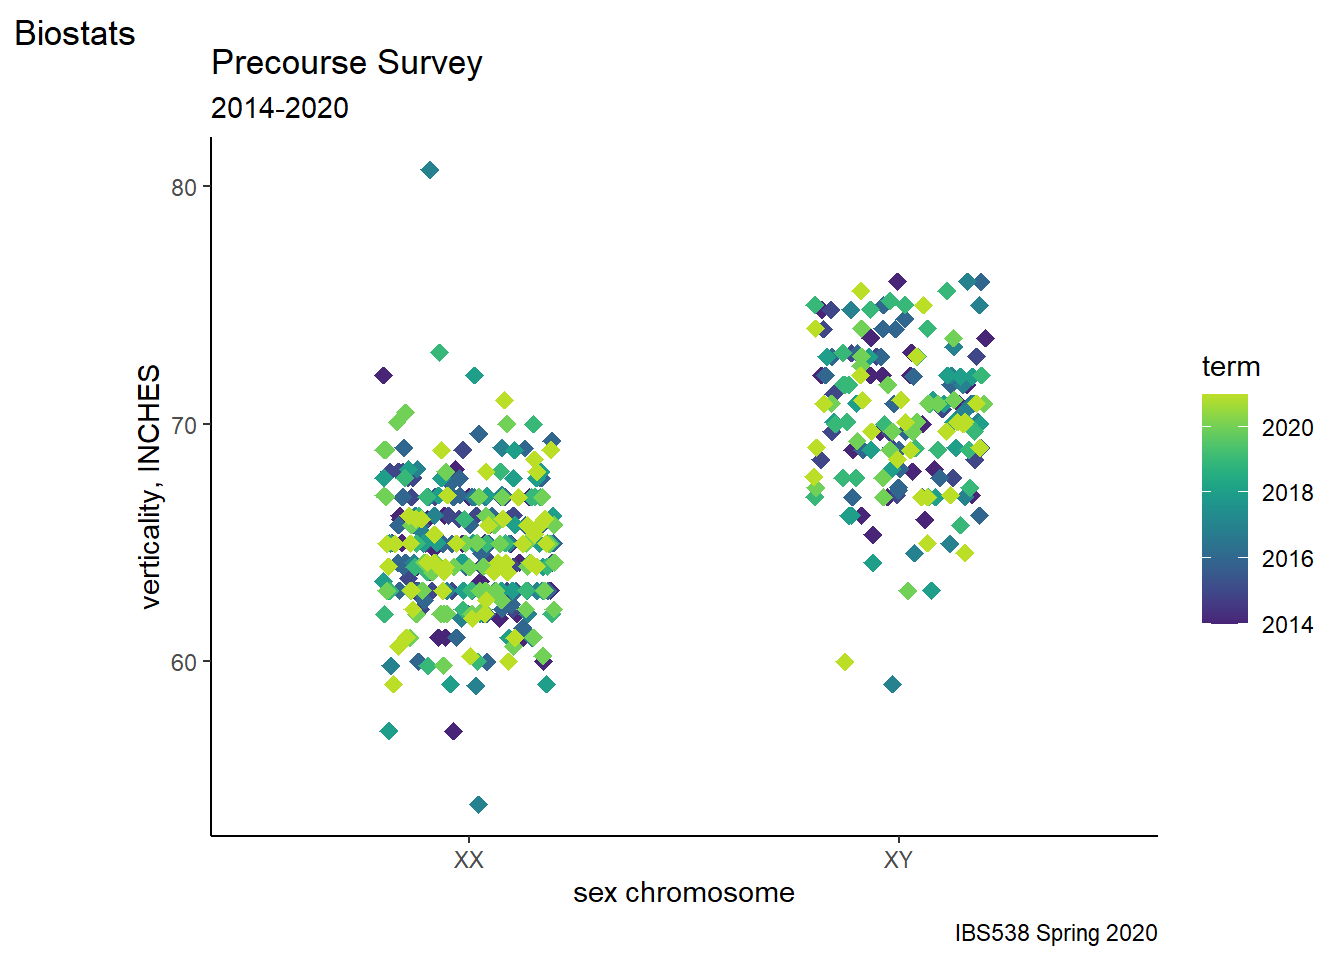 Biostats
Precourse Survey
2014-2020
verticality, INCHES
80
70
60
XX
XY
sex chromosome
term
2020
2018
2016
2014
IBS538 Spring 2020